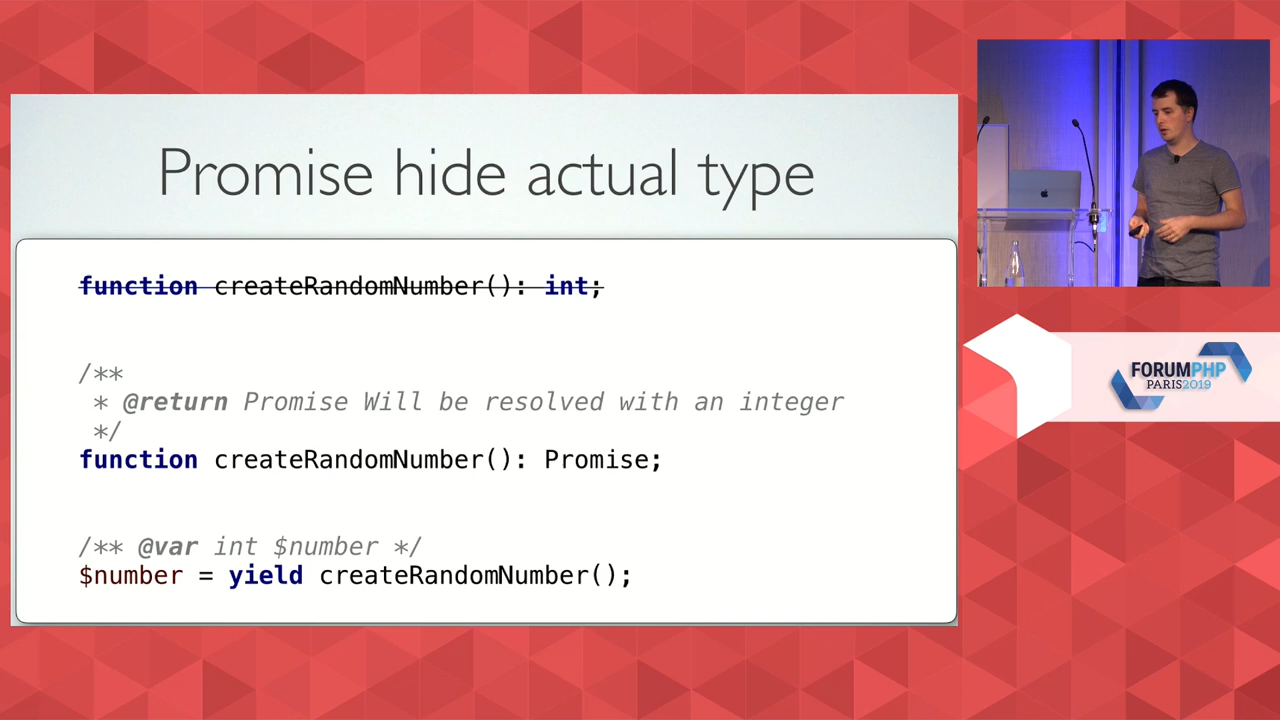 Promise hide actual type
function createRandomNumber(): int;
/**
* @return Promise Will be resolved with an integer
*/
function createRandomNumber(): Promise;
/** @var int $number */
$number = yield createRandomNumber();
FORUMPHP
PARIS2019